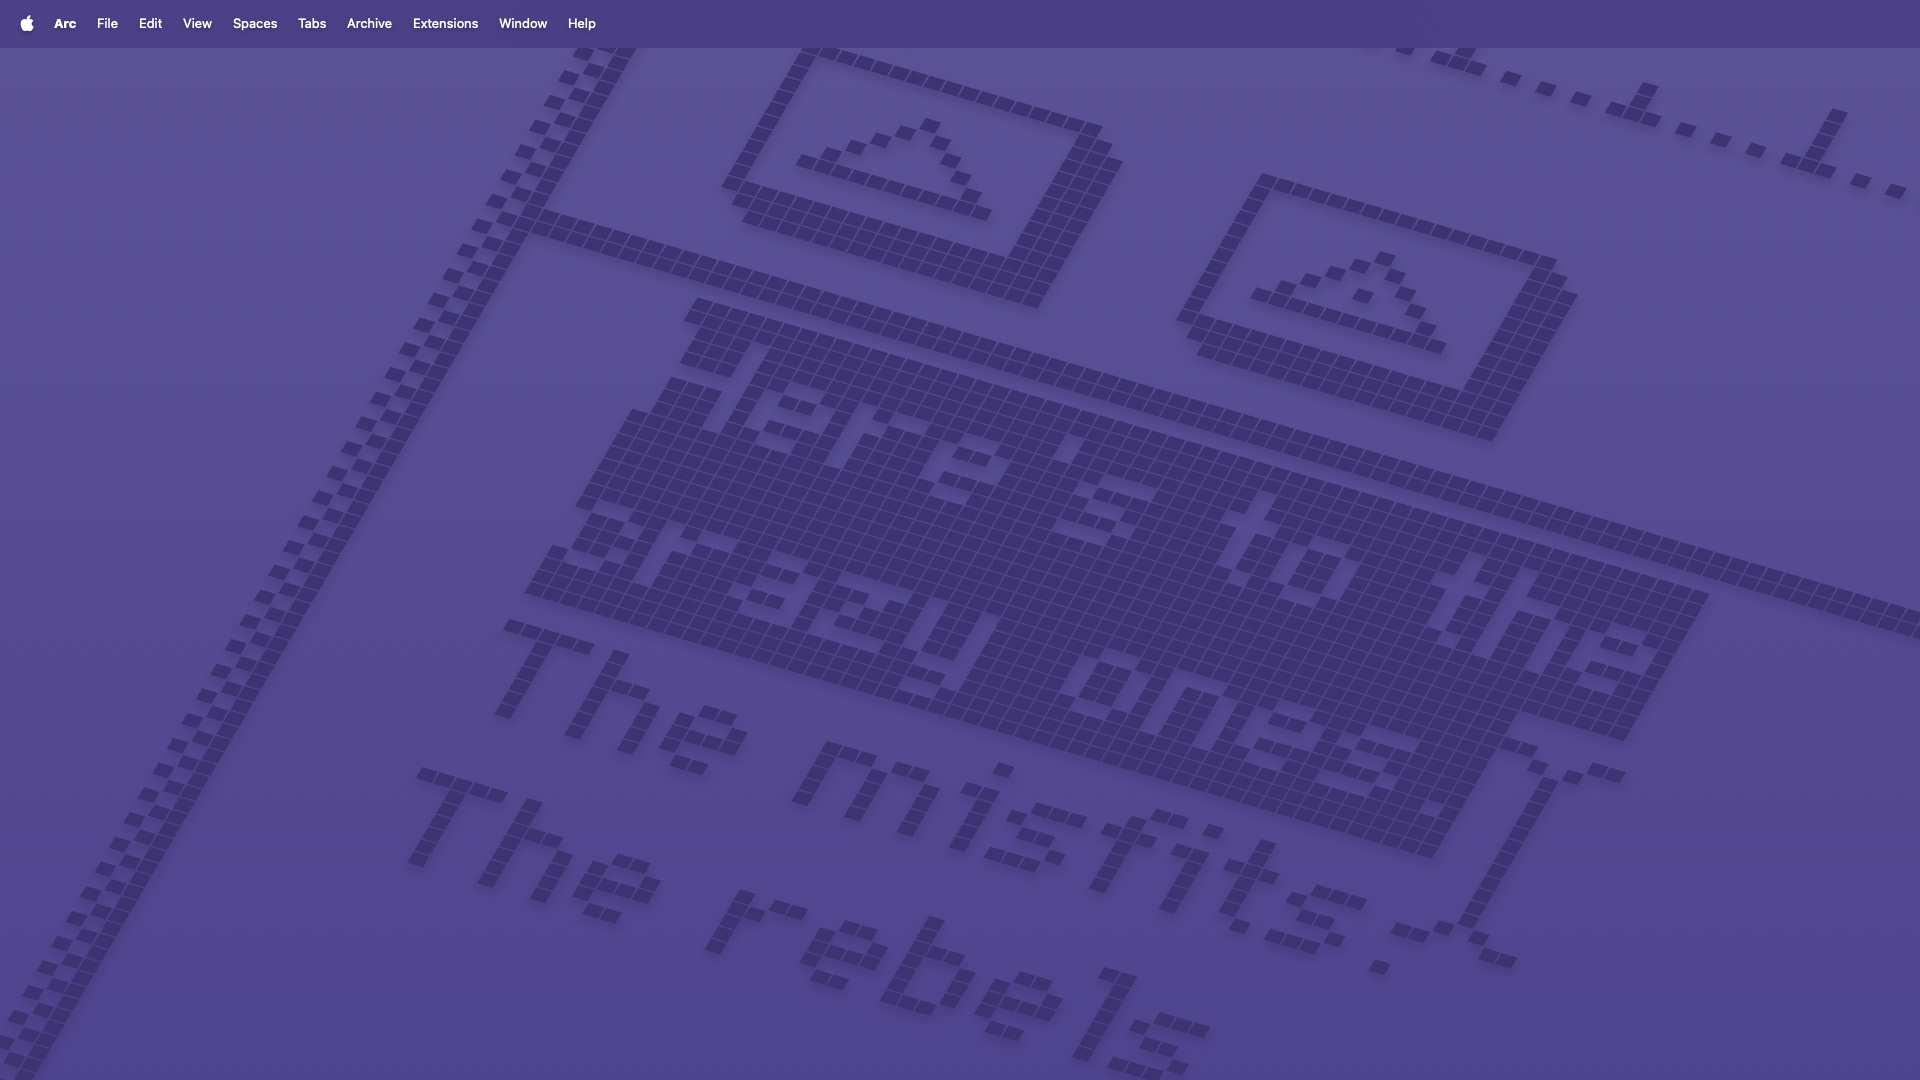 Arc File Edit View Spaces Tabs Archive Extensions Window Help
Here's to the
crazy ones.
The misfits.
The rebels